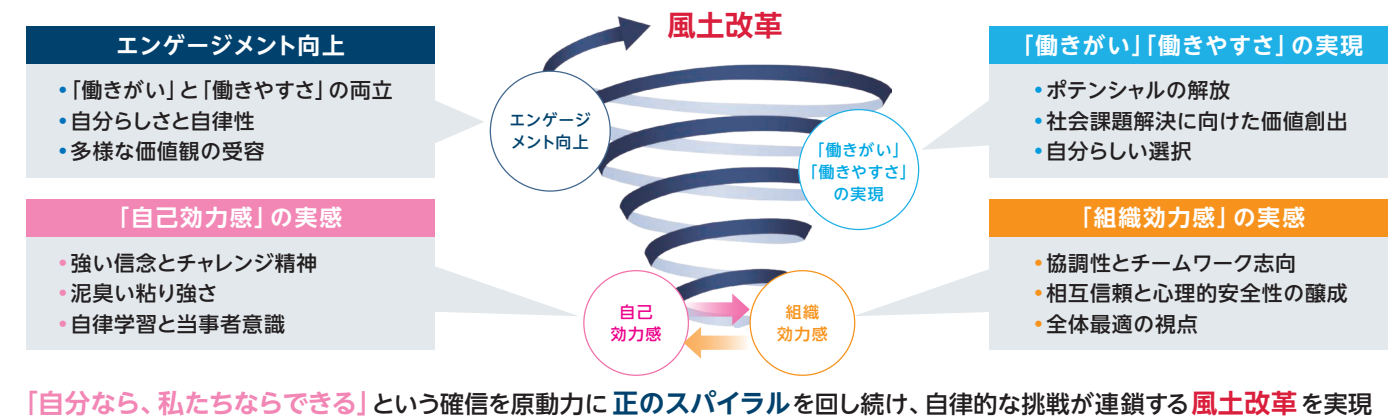 風土改革
エンゲージメント向上
•「働きがい」と「働きやすさ」の両立
•自分らしさと自律性
•多様な価値観の受容
「働きがい」「働きやすさ」の実現
•ポテンシャルの解放
•社会課題解決に向けた価値創出
•自分らしい選択
エンゲージ
メント向上
「働きがい」
「働きやすさ」
の実現
「自己効力感」の実感
•強い信念とチャレンジ精神
•泥臭い粘り強さ
•自律学習と当事者意識
自己
効力感
組織
効力感
「組織効力感」の実感
•協調性とチームワーク志向
•相互信頼と心理的安全性の醸成
•全体最適の視点
「自分なら、私たちならできる」という確信を原動力に正のスパイラルを回し続け、自律的な挑戦が連鎖する風土改革を実現